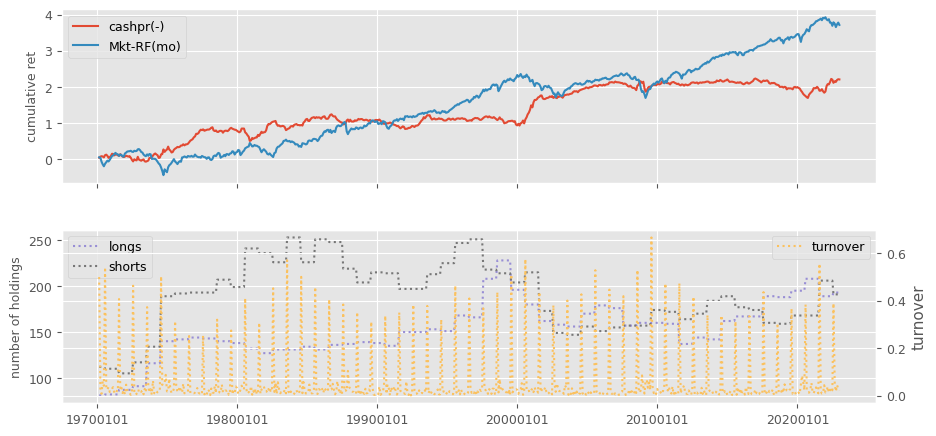 cashpr(-)
Mkt-RF(mo)
cumulative ret
4
3
2
1
0
longs
shorts
turnover
number of holdings
250
200
150
100
turnover
0.6
0.4
0.2
0.0
19700101 19800101 19900101 20000101 20100101 20200101